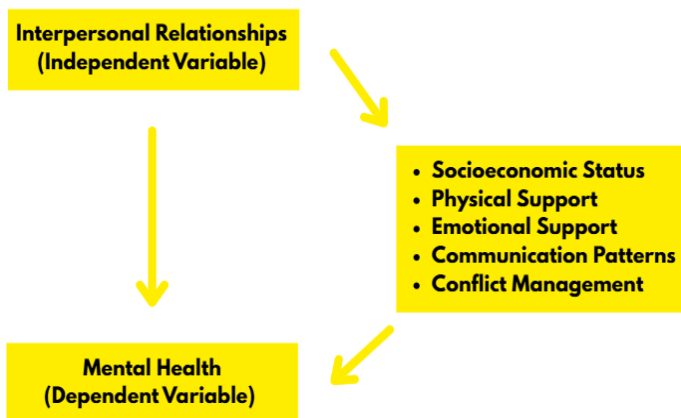 Interpersonal Relationships
(Independent Variable)
• Socioeconomic Status
• Physical Support
• Emotional Support
• Communication Patterns
• Conflict Management
Mental Health
(Dependent Variable)